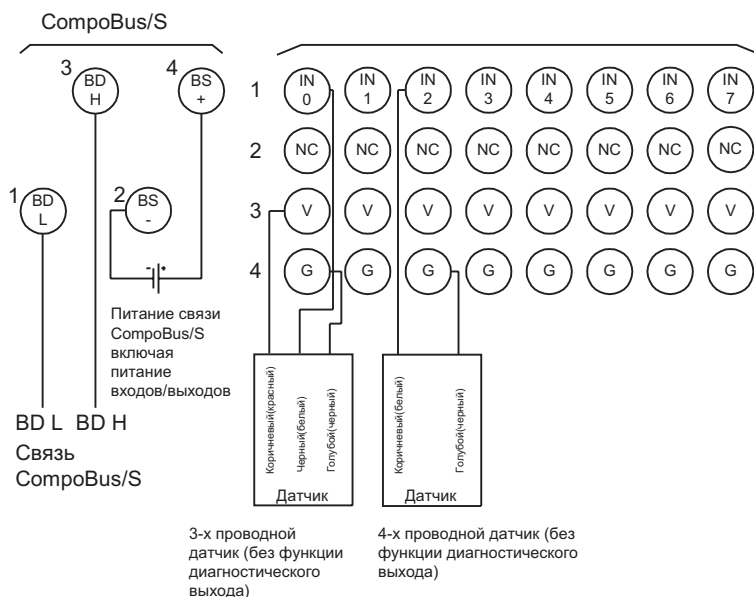 CompoBus/S
3
BD
H
4
BS
+
1
BD
L
2
BS
-
- +
Питание связи
CompoBus/S
включая
питание
входов/выходов
BD L BD H
Связь
CompoBus/S
1 IN 0 IN 1 IN 2 IN 3 IN 4 IN 5 IN 6 IN 7
2 NC NC NC NC NC NC NC NC
3 V V V V V V V V
4 G G G G G G G G
Коричневый(красный)
Черный(белый)
Голубой(черный)
Датчик
Коричневый(белый)
Голубой(черный)
Датчик
3-х проводной
датчик (без функции
диагностического
выхода)
4-х проводной датчик (без
функции диагностического
выхода)